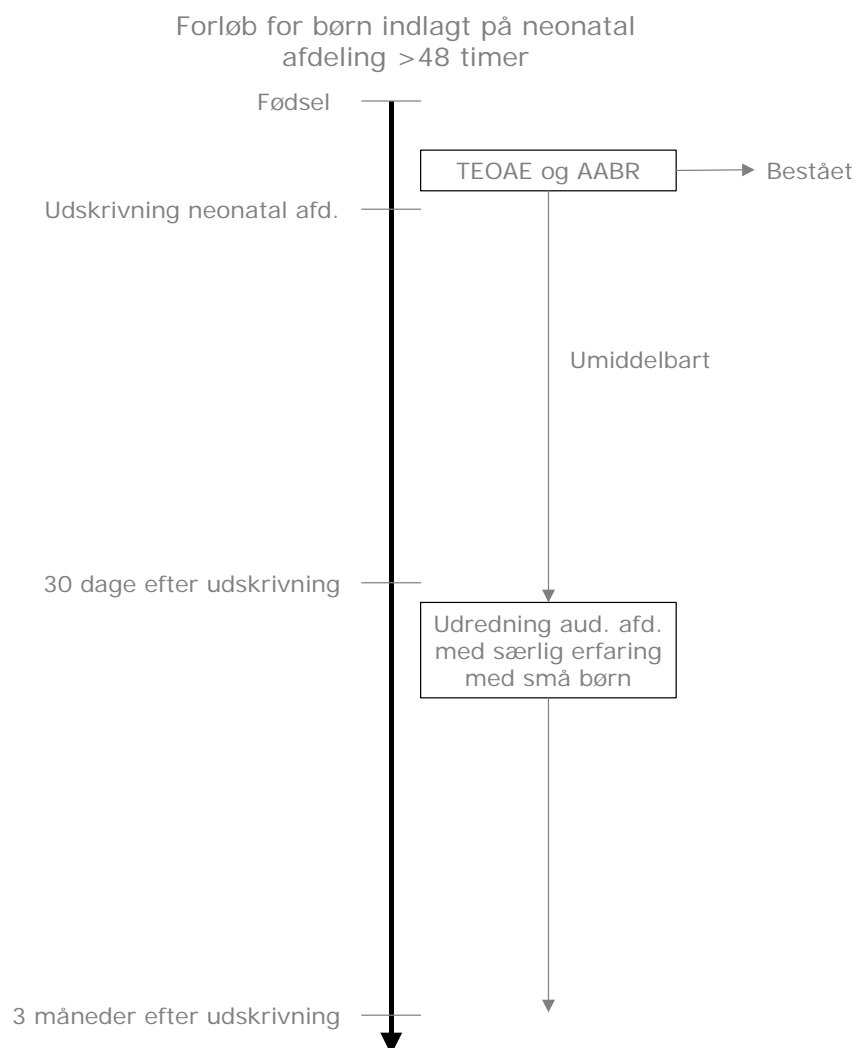 Forløb for børn indlagt på neonatal
afdeling >48 timer
Fødsel
TEOAE og AABR
Bestået
Udskrivning neonatal afd.
Umiddelbart
30 dage efter udskrivning
Udredning aud. afd.
med særlig erfaring
med små børn
3 måneder efter udskrivning